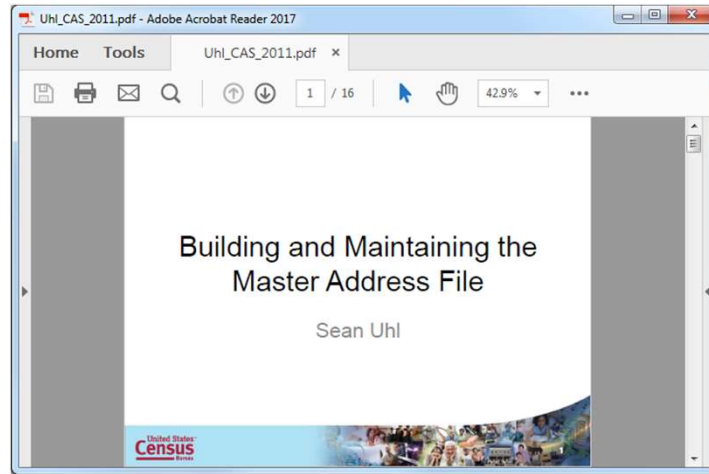 Uhl_CAS_2011.pdf - Adobe Acrobat Reader 2017
Home Tools Uhl_CAS_2011.pdf ×
1 / 16 42.9%
Building and Maintaining the
Master Address File
Sean Uhl
United States
Census
Bureau